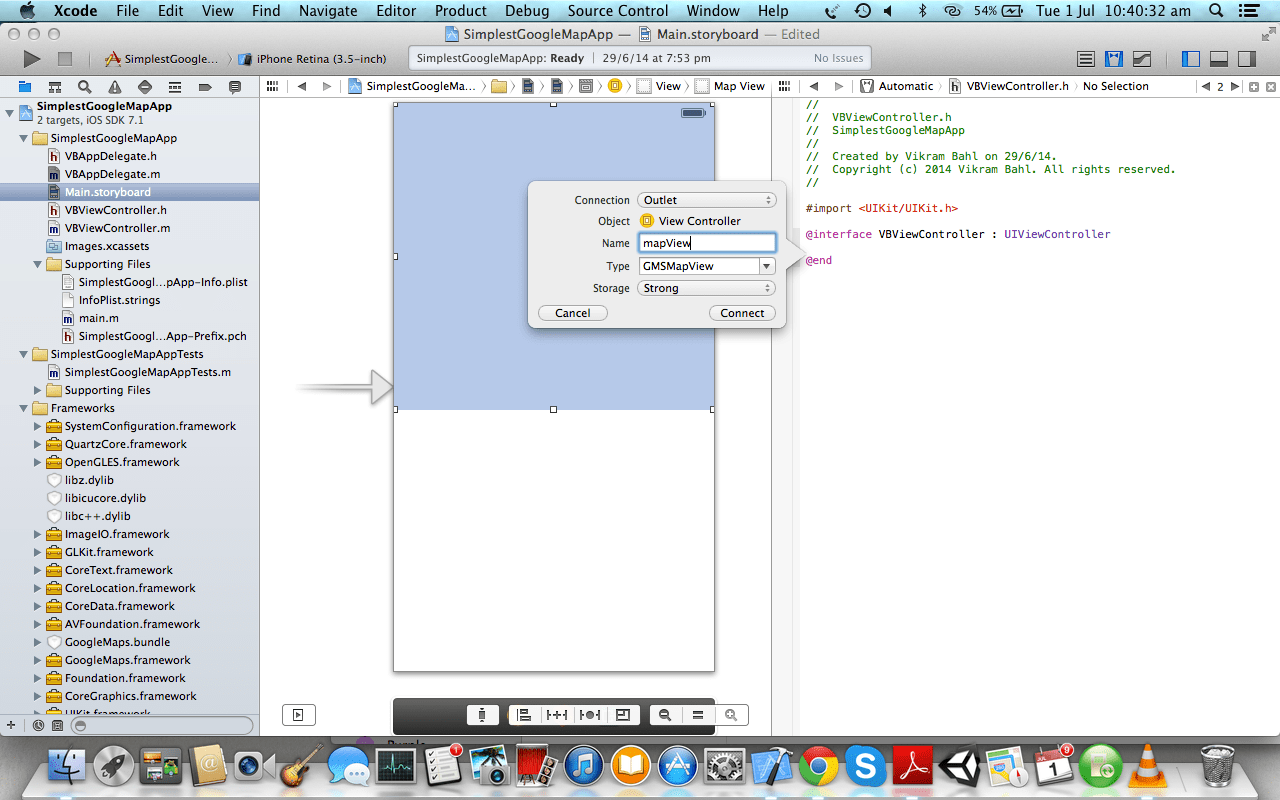 Xcode File Edit View Find Navigate Editor Product Debug Source Control Window Help 54% Tue 1 Jul 10:40:32 am
SimplestGoogleMapApp — Main.storyboard — Edited
SimplestGoogle... iPhone Retina (3.5-inch) SimplestGoogleMapApp: Ready 29/6/14 at 7:53 pm No Issues
SimplestGoogleMa... View Map View Automatic VBViewController.h No Selection 2
SimplestGoogleMapApp
2 targets, iOS SDK 7.1
SimplestGoogleMapApp
VBAppDelegate.h
VBAppDelegate.m
Main.storyboard
VBViewController.h
VBViewController.m
Images.xcassets
Supporting Files
SimplestGoogl...pApp-Info.plist
InfoPlist.strings
main.m
SimplestGoogl...App-Prefix.pch
SimplestGoogleMapAppTests
SimplestGoogleMapAppTests.m
Supporting Files
Frameworks
SystemConfiguration.framework
QuartzCore.framework
OpenGLES.framework
libz.dylib
libicucore.dylib
libc++.dylib
ImageIO.framework
GLKit.framework
CoreText.framework
CoreLocation.framework
CoreData.framework
AVFoundation.framework
GoogleMaps.bundle
GoogleMaps.framework
Foundation.framework
CoreGraphics.framework
UIKit.framework
Connection Outlet
Object View Controller
Name mapView
Type GMSMapView
Storage Strong
Cancel Connect
//
// VBViewController.h
// SimplestGoogleMapApp
//
// Created by Vikram Bahl on 29/6/14.
// Copyright (c) 2014 Vikram Bahl. All rights reserved.
//
#import <UIKit/UIKit.h>
@interface VBViewController : UIViewController
@end
1
9
1